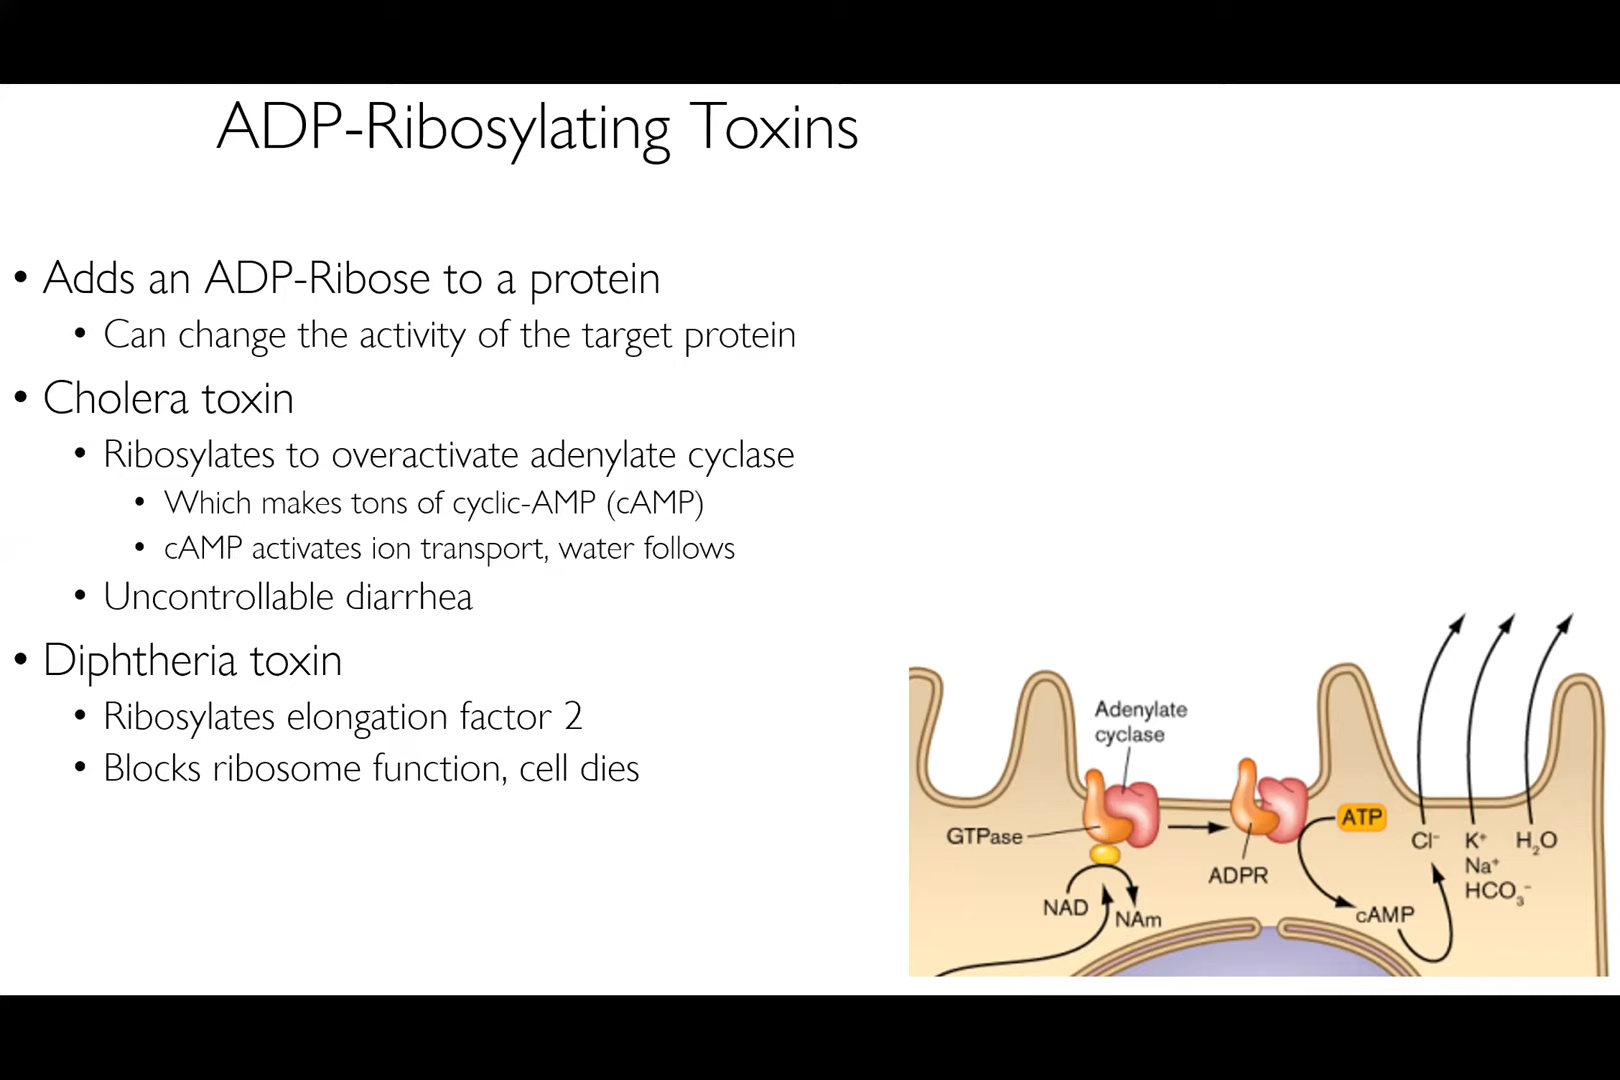 ADP-Ribosylating Toxins
• Adds an ADP-Ribose to a protein
• Can change the activity of the target protein
• Cholera toxin
• Ribosylates to overactivate adenylate cyclase
• Which makes tons of cyclic-AMP (cAMP)
• cAMP activates ion transport, water follows
• Uncontrollable diarrhea
• Diphtheria toxin
• Ribosylates elongation factor 2
• Blocks ribosome function, cell dies
Adenylate
cyclase
GTPase
NAD
NAm
ADPR
ATP
cAMP
Cl⁻
K⁺
Na⁺
HCO₃⁻
H₂O